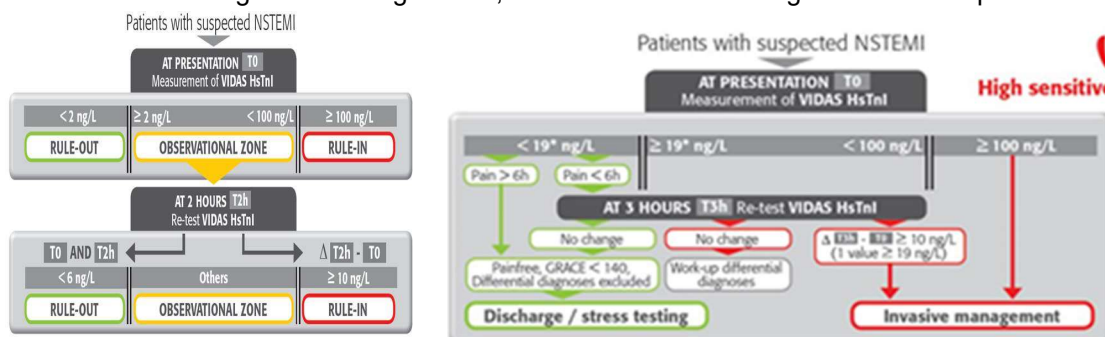 Patients with suspected NSTEMI
AT PRESENTATION T0
Measurement of VIDAS HsTnI
<2 ng/L
≥2 ng/L
<100 ng/L
≥ 100 ng/L
RULE-OUT
OBSERVATIONAL ZONE
RULE-IN
AT 2 HOURS T2h
Re-test VIDAS HsTnI
T0 AND T2h
Δ T2h - T0
<6 ng/L
Others
≥ 10 ng/L
RULE-OUT
OBSERVATIONAL ZONE
RULE-IN
Patients with suspected NSTEMI
AT PRESENTATION T0
Measurement of VIDAS HsTnI
High sensitive
< 19* ng/L
≥ 19* ng/L
< 100 ng/L
≥ 100 ng/L
Pain > 6h
Pain < 6h
AT 3 HOURS T3h Re-test VIDAS HsTnI
No change
No change
Δ T3h - T0 ≥ 10 ng/L
(1 value ≥ 19 ng/L)
Painfree, GRACE < 140,
Differential diagnoses excluded
Work-up differential
diagnoses
Discharge / stress testing
Invasive management